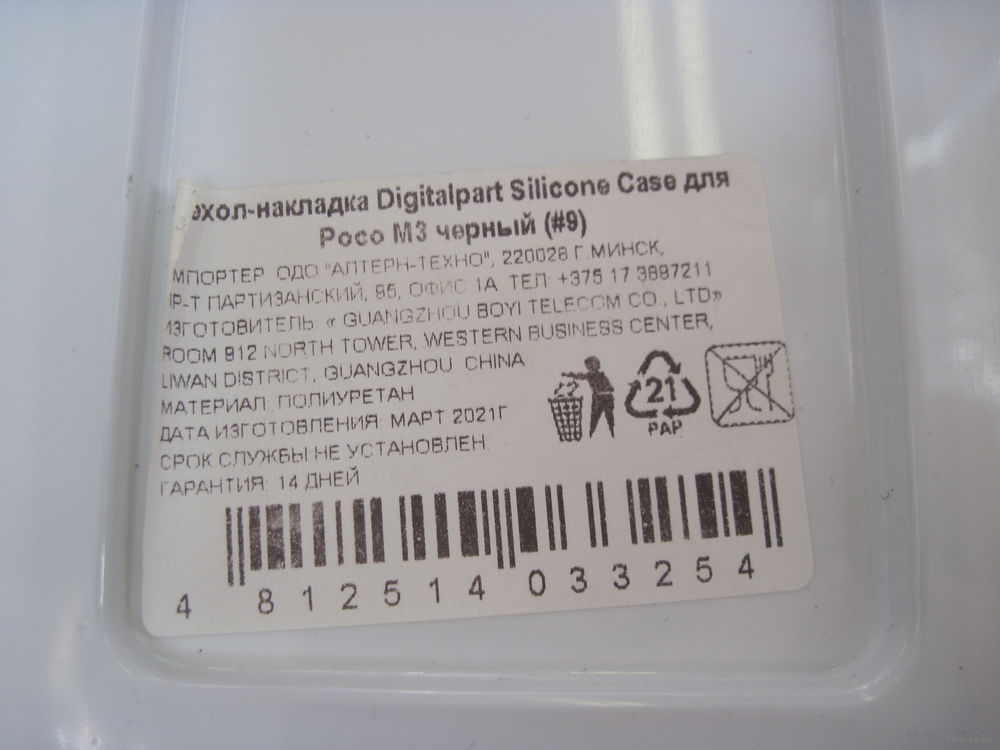 эхол-накладка Digitalpart Silicone Case для
Poco M3 черный (#9)
МПОРТЕР: ОДО "АЛТЕРН-ТЕХНО", 220028 Г.МИНСК,
ІР-Т ПАРТИЗАНСКИЙ, 95, ОФИС 1А. ТЕЛ: +375 17 3887211
ИЗГОТОВИТЕЛЬ: « GUANGZHOU BOYI TELECOM CO., LTD»
ROOM 912 NORTH TOWER, WESTERN BUSINESS CENTER,
LIWAN DISTRICT, GUANGZHOU CHINA
МАТЕРИАЛ: ПОЛИУРЕТАН
ДАТА ИЗГОТОВЛЕНИЯ: МАРТ 2021Г
СРОК СЛУЖБЫ НЕ УСТАНОВЛЕН.
ГАРАНТИЯ: 14 ДНЕЙ
21
PAP
4 812514 033254